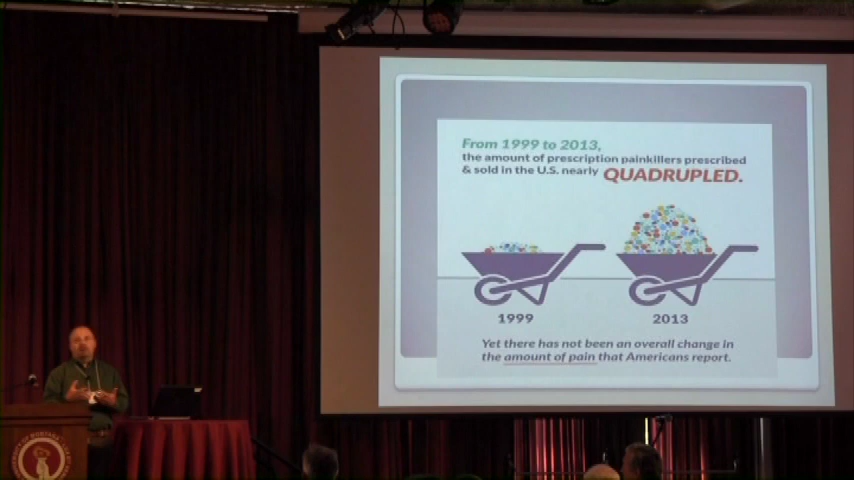 From 1999 to 2013,
the amount of prescription painkillers prescribed
& sold in the U.S. nearly QUADRUPLED.
1999
2013
Yet there has not been an overall change in
the amount of pain that Americans report.